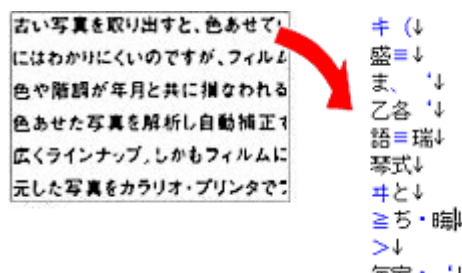 古い写真を取り出すと、色あせてい
にはわかりにくいのですが、フィルム
色や階調が年月と共に損なわれる
色あせた写真を解析し自動補正す
広くラインナップ。しかもフィルムに
元した写真をカラリオ・プリンタで
キ (↓
盛≡↓
ま、 ‘↓
乙各 ‘↓
語≡瑞↓
琴式↓
ヰと↓
≧ぢ・晦↓
>↓